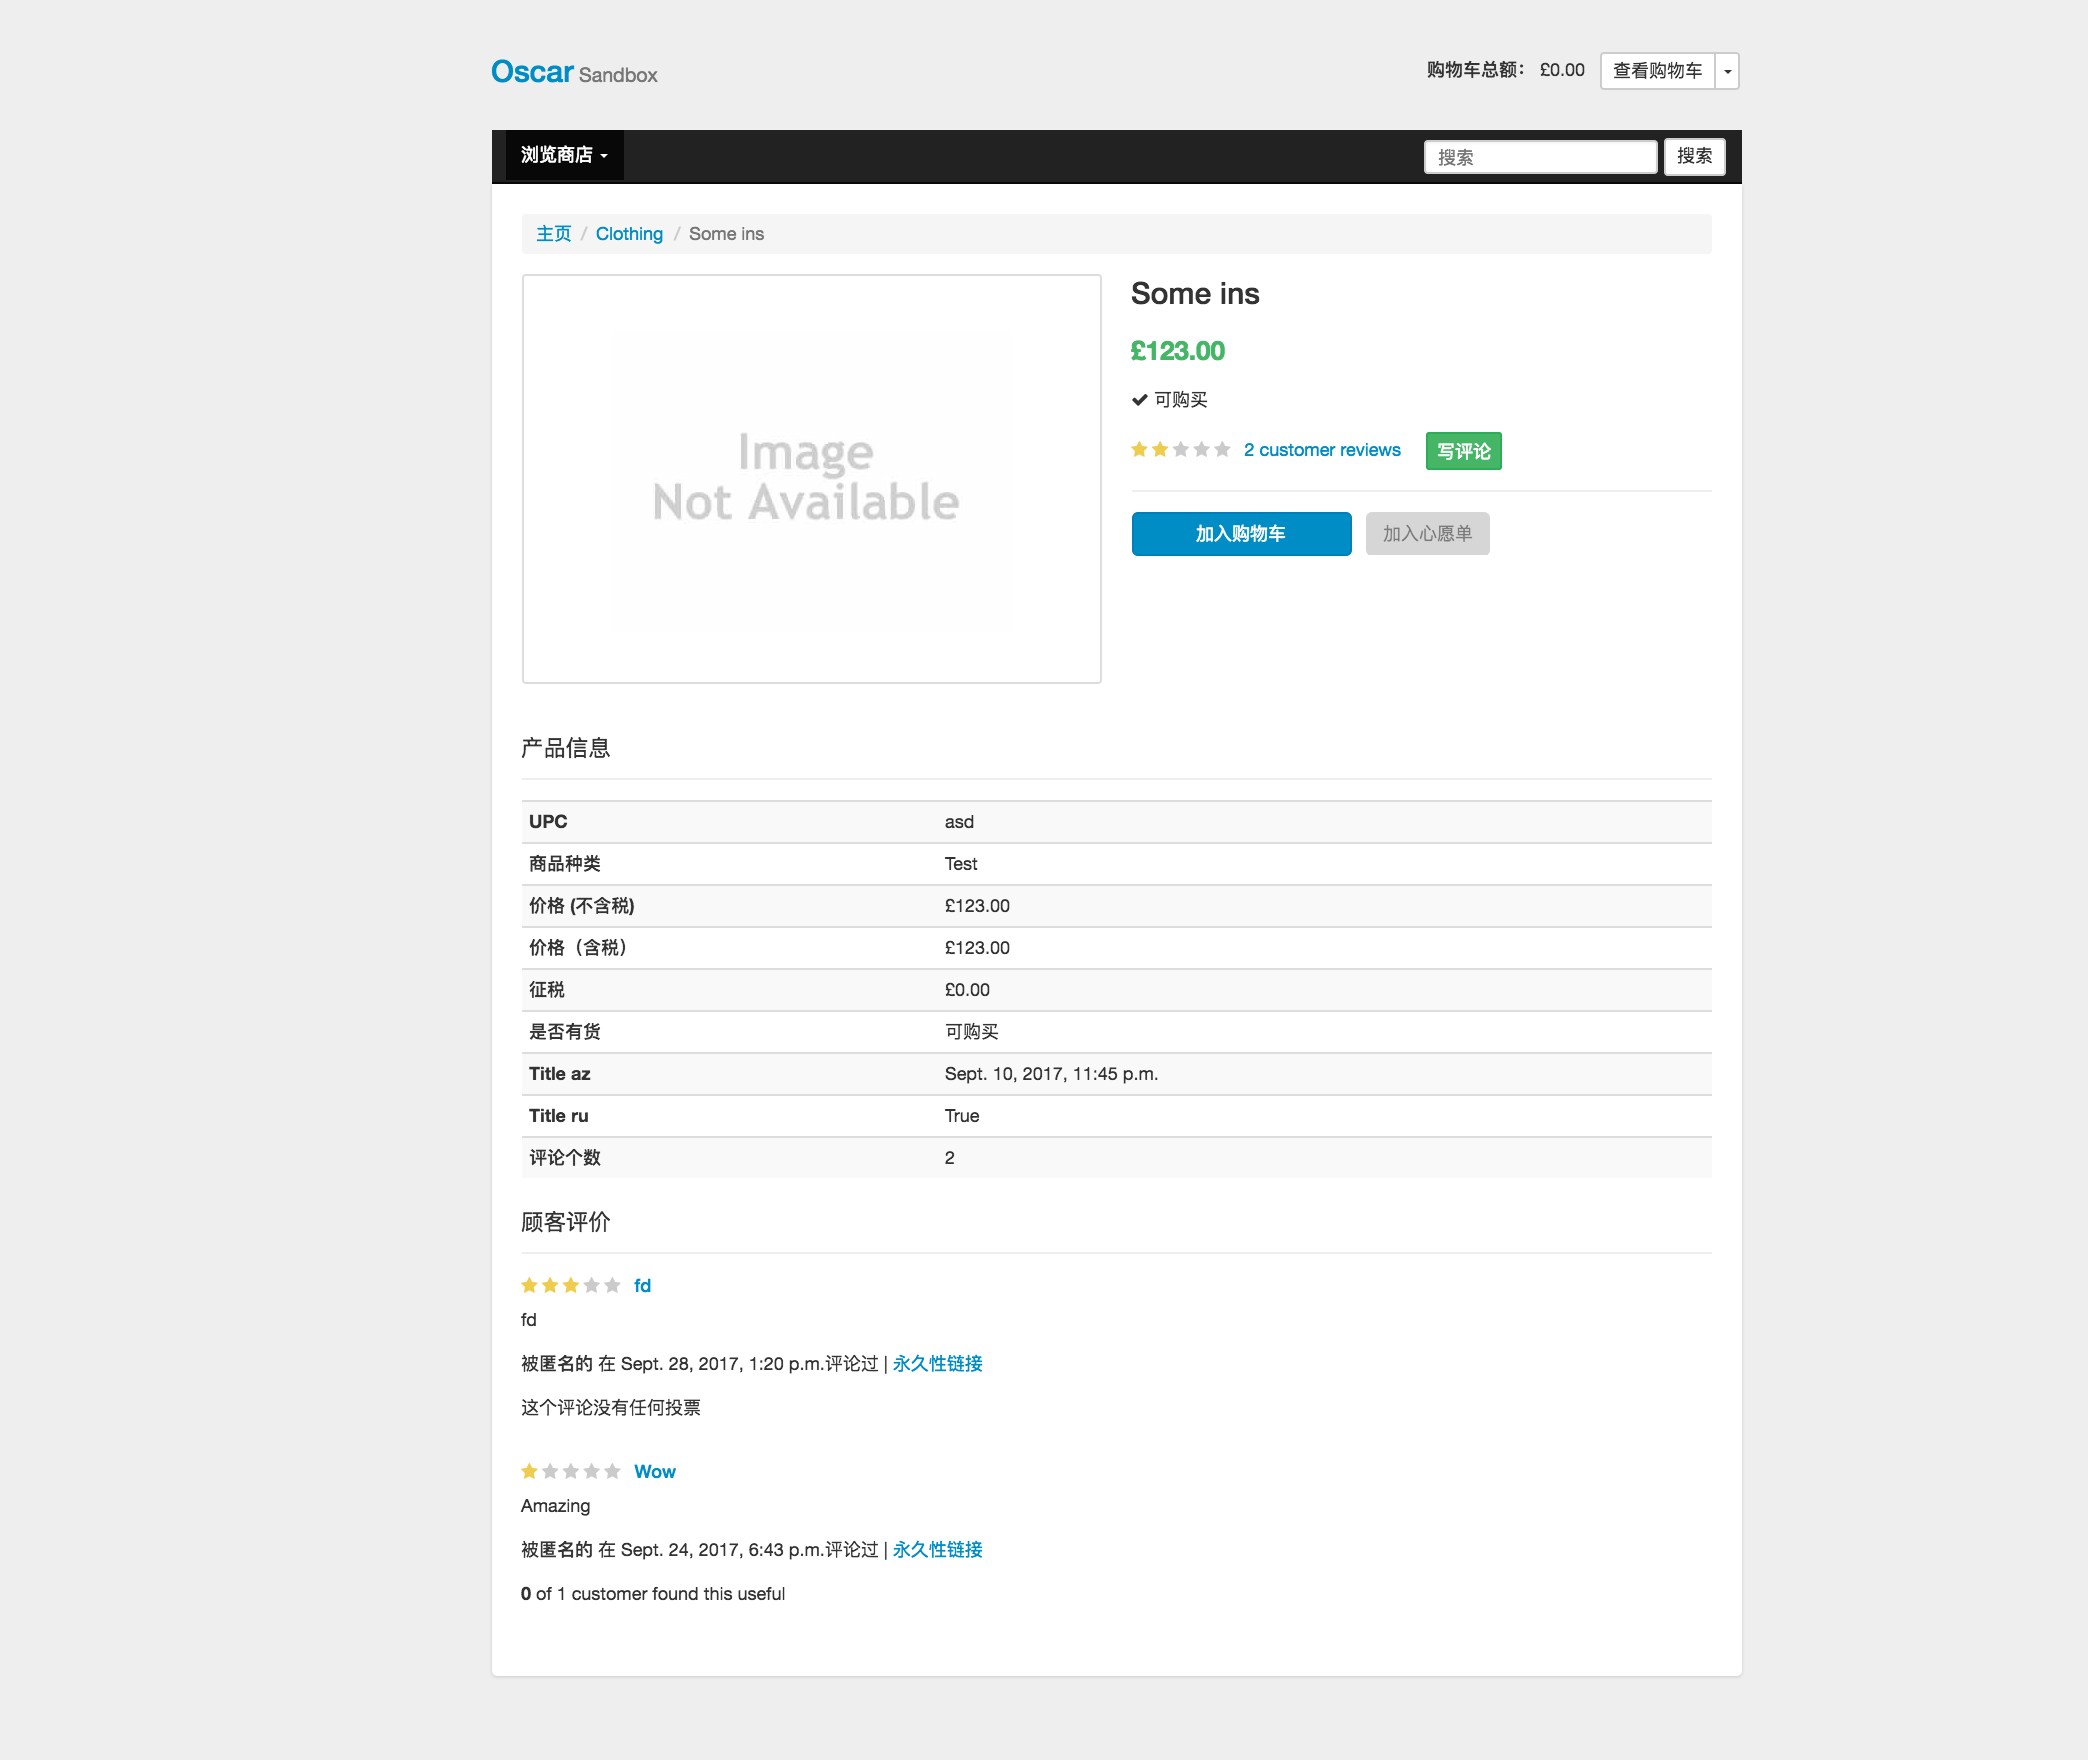 Oscar Sandbox
购物车总额： £0.00 查看购物车
浏览商店
搜索 搜索
主页 / Clothing / Some ins
Image
Not Available
Some ins
£123.00
可购买
2 customer reviews 写评论
加入购物车 加入心愿单
产品信息
UPC asd
商品种类 Test
价格 (不含税) £123.00
价格（含税） £123.00
征税 £0.00
是否有货 可购买
Title az Sept. 10, 2017, 11:45 p.m.
Title ru True
评论个数 2
顾客评价
fd
fd
被匿名的 在 Sept. 28, 2017, 1:20 p.m.评论过 | 永久性链接
这个评论没有任何投票
Wow
Amazing
被匿名的 在 Sept. 24, 2017, 6:43 p.m.评论过 | 永久性链接
0 of 1 customer found this useful